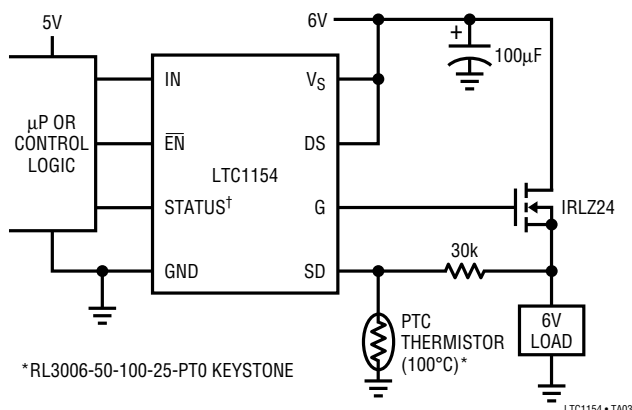 5V
6V
+
100µF
µP OR
CONTROL
LOGIC
IN
EN
STATUS†
GND
LTC1154
VS
DS
G
SD
IRLZ24
30k
PTC
THERMISTOR
(100°C)*
6V
LOAD
*RL3006-50-100-25-PT0 KEYSTONE
LTC1154 • TA03